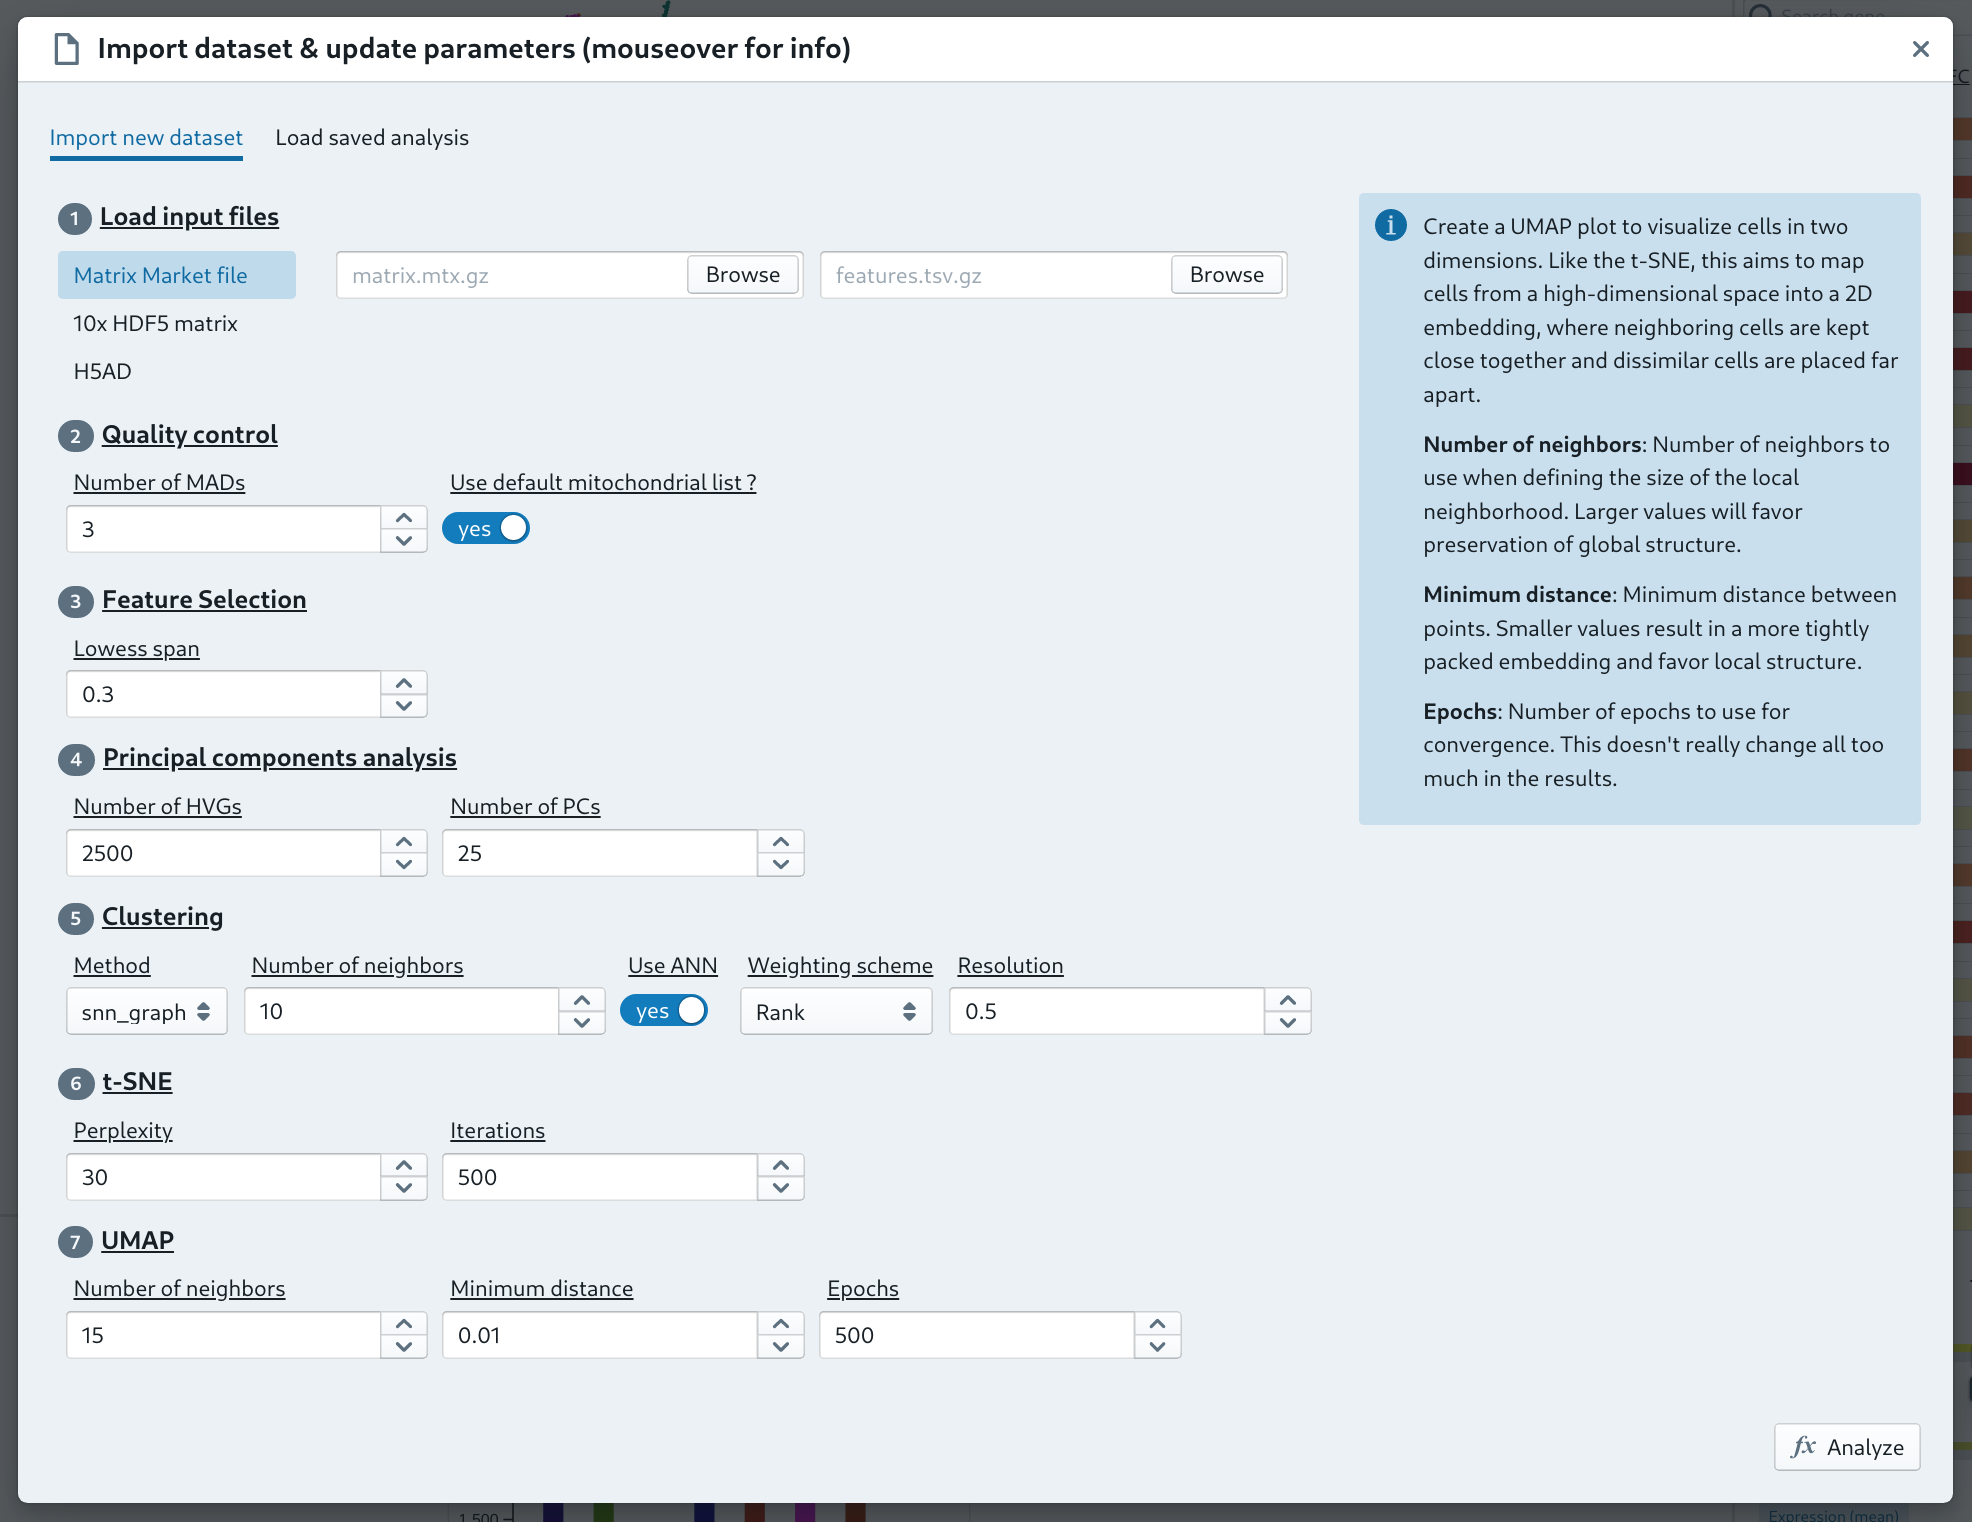 Search gene
Import dataset & update parameters (mouseover for info)
Import new dataset
Load saved analysis
1 Load input files
Matrix Market file
matrix.mtx.gz
Browse
features.tsv.gz
Browse
10x HDF5 matrix
H5AD
2 Quality control
Number of MADs
Use default mitochondrial list ?
3
yes
3 Feature Selection
Lowess span
0.3
4 Principal components analysis
Number of HVGs
Number of PCs
2500
25
5 Clustering
Method
Number of neighbors
Use ANN
Weighting scheme
Resolution
snn_graph
10
yes
Rank
0.5
6 t-SNE
Perplexity
Iterations
30
500
7 UMAP
Number of neighbors
Minimum distance
Epochs
15
0.01
500
i
Create a UMAP plot to visualize cells in two
dimensions. Like the t-SNE, this aims to map
cells from a high-dimensional space into a 2D
embedding, where neighboring cells are kept
close together and dissimilar cells are placed far
apart.
Number of neighbors: Number of neighbors to
use when defining the size of the local
neighborhood. Larger values will favor
preservation of global structure.
Minimum distance: Minimum distance between
points. Smaller values result in a more tightly
packed embedding and favor local structure.
Epochs: Number of epochs to use for
convergence. This doesn't really change all too
much in the results.
fx Analyze
1,500
Expression (mean)